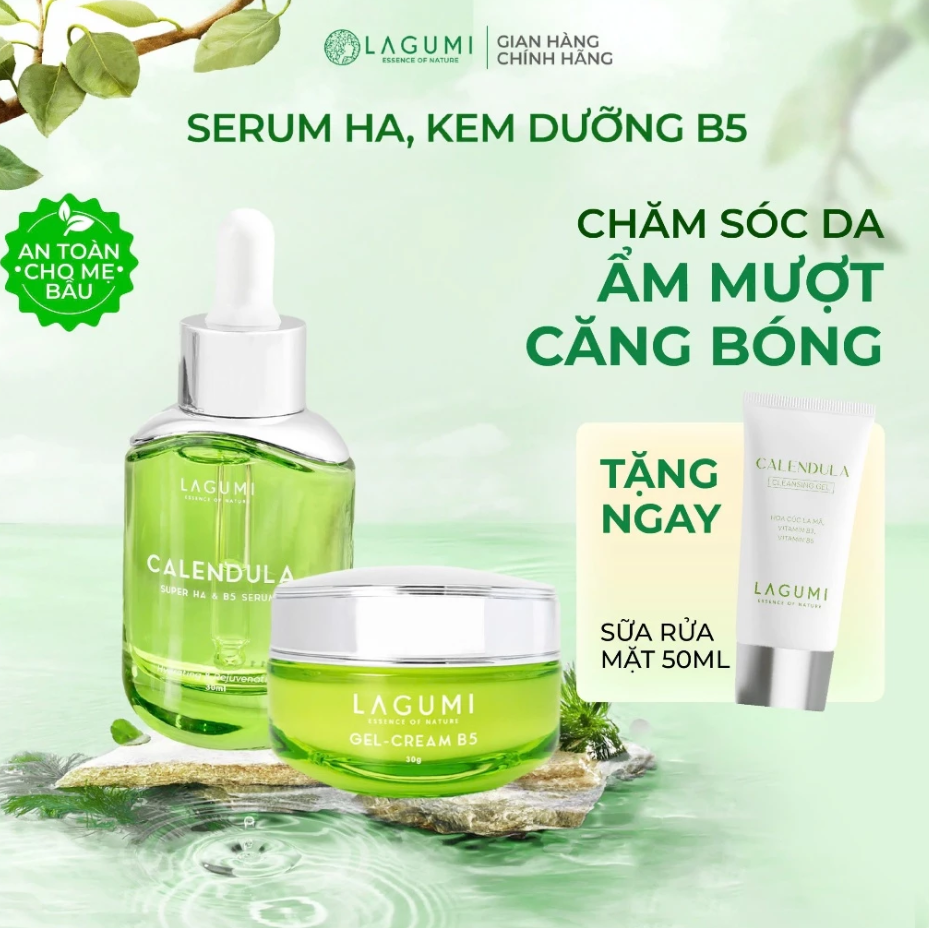 LAGUMI
ESSENCE OF NATURE
GIAN HÀNG
CHÍNH HÃNG
SERUM HA, KEM DƯỠNG B5
AN TOÀN
CHO MẸ
BẦU
CHĂM SÓC DA
ẨM MƯỢT
CĂNG BÓNG
LAGUMI
ESSENCE OF NATURE
CALENDULA
SUPER HA & B5 SERUM
30ml
LAGUMI
ESSENCE OF NATURE
GEL-CREAM B5
30g
TẶNG
NGAY
SỮA RỬA
MẶT 50ML
CALENDULA
CLEANSING GEL
HOA CÚC LA MÃ,
VITAMIN B3,
VITAMIN B5
LAGUMI
ESSENCE OF NATURE